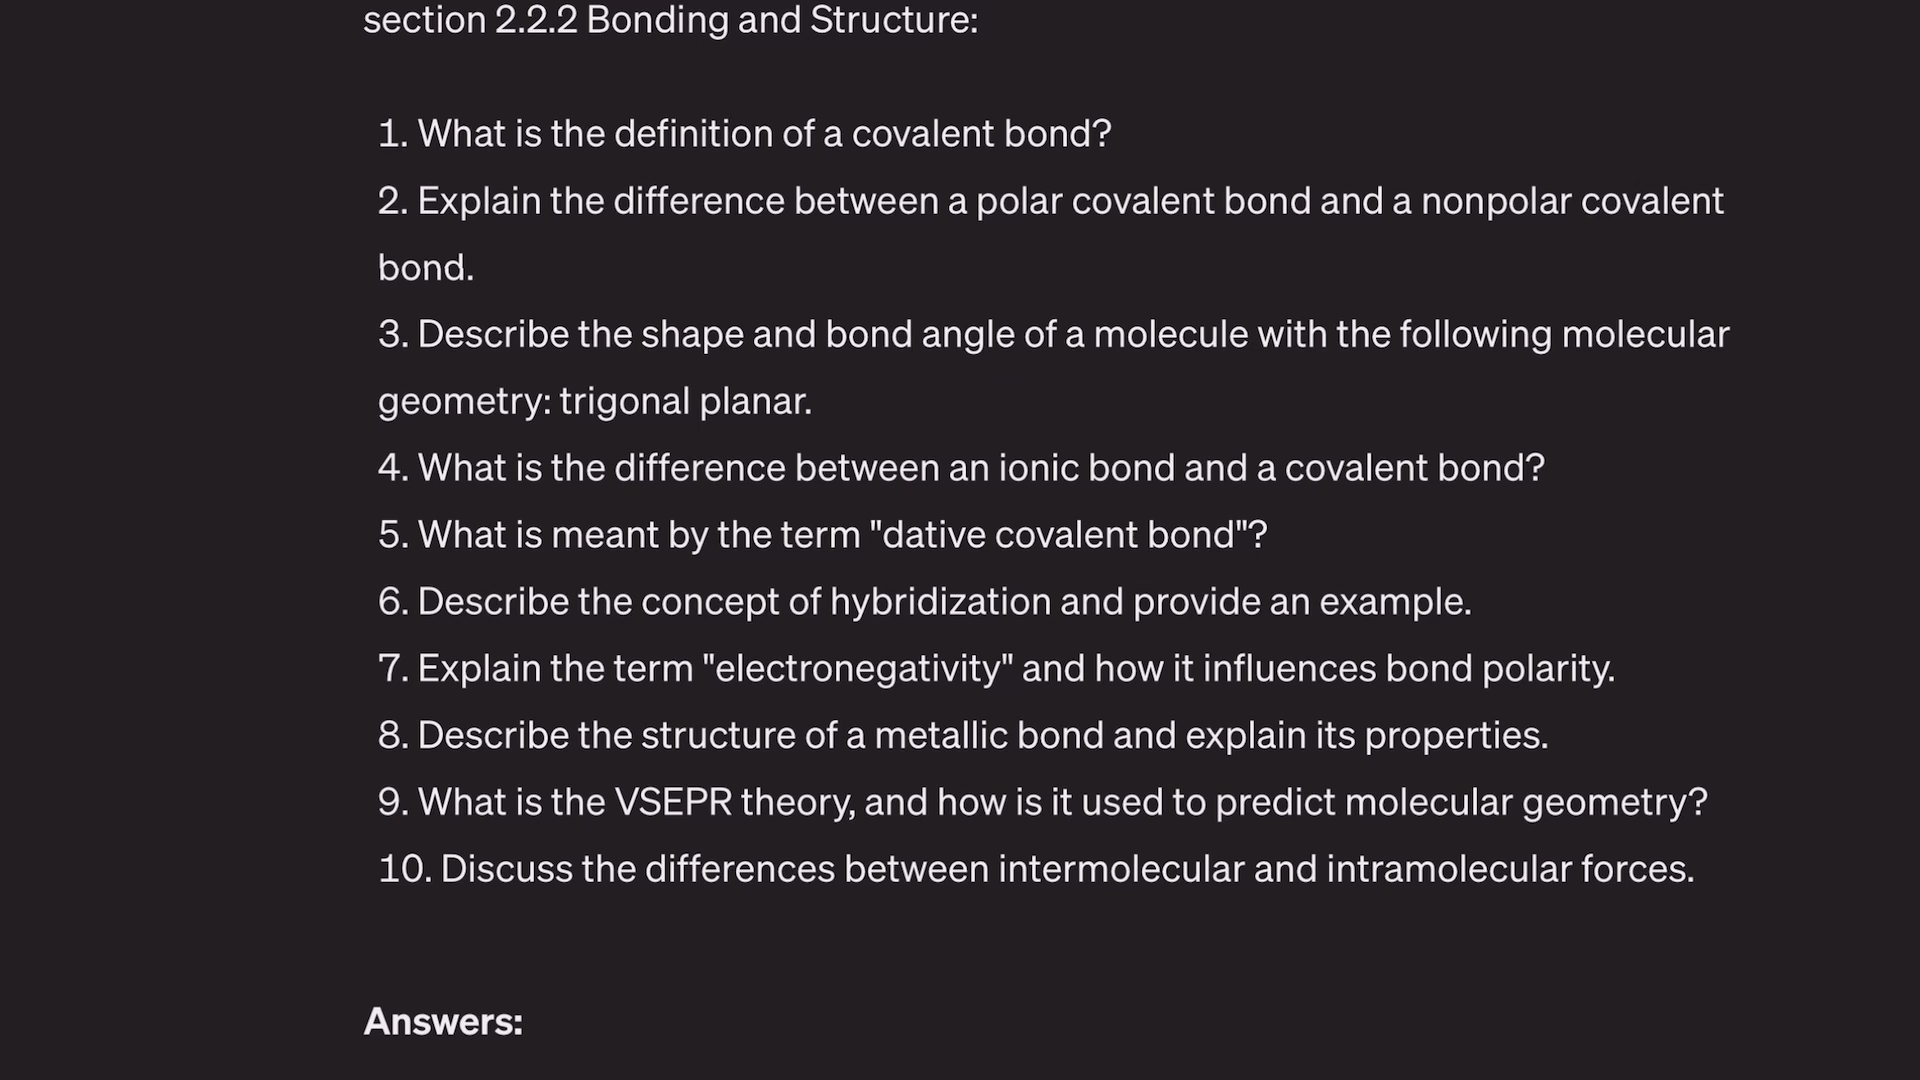 section 2.2.2 Bonding and Structure:
1. What is the definition of a covalent bond?
2. Explain the difference between a polar covalent bond and a nonpolar covalent
bond.
3. Describe the shape and bond angle of a molecule with the following molecular
geometry: trigonal planar.
4. What is the difference between an ionic bond and a covalent bond?
5. What is meant by the term "dative covalent bond"?
6. Describe the concept of hybridization and provide an example.
7. Explain the term "electronegativity" and how it influences bond polarity.
8. Describe the structure of a metallic bond and explain its properties.
9. What is the VSEPR theory, and how is it used to predict molecular geometry?
10. Discuss the differences between intermolecular and intramolecular forces.
Answers: